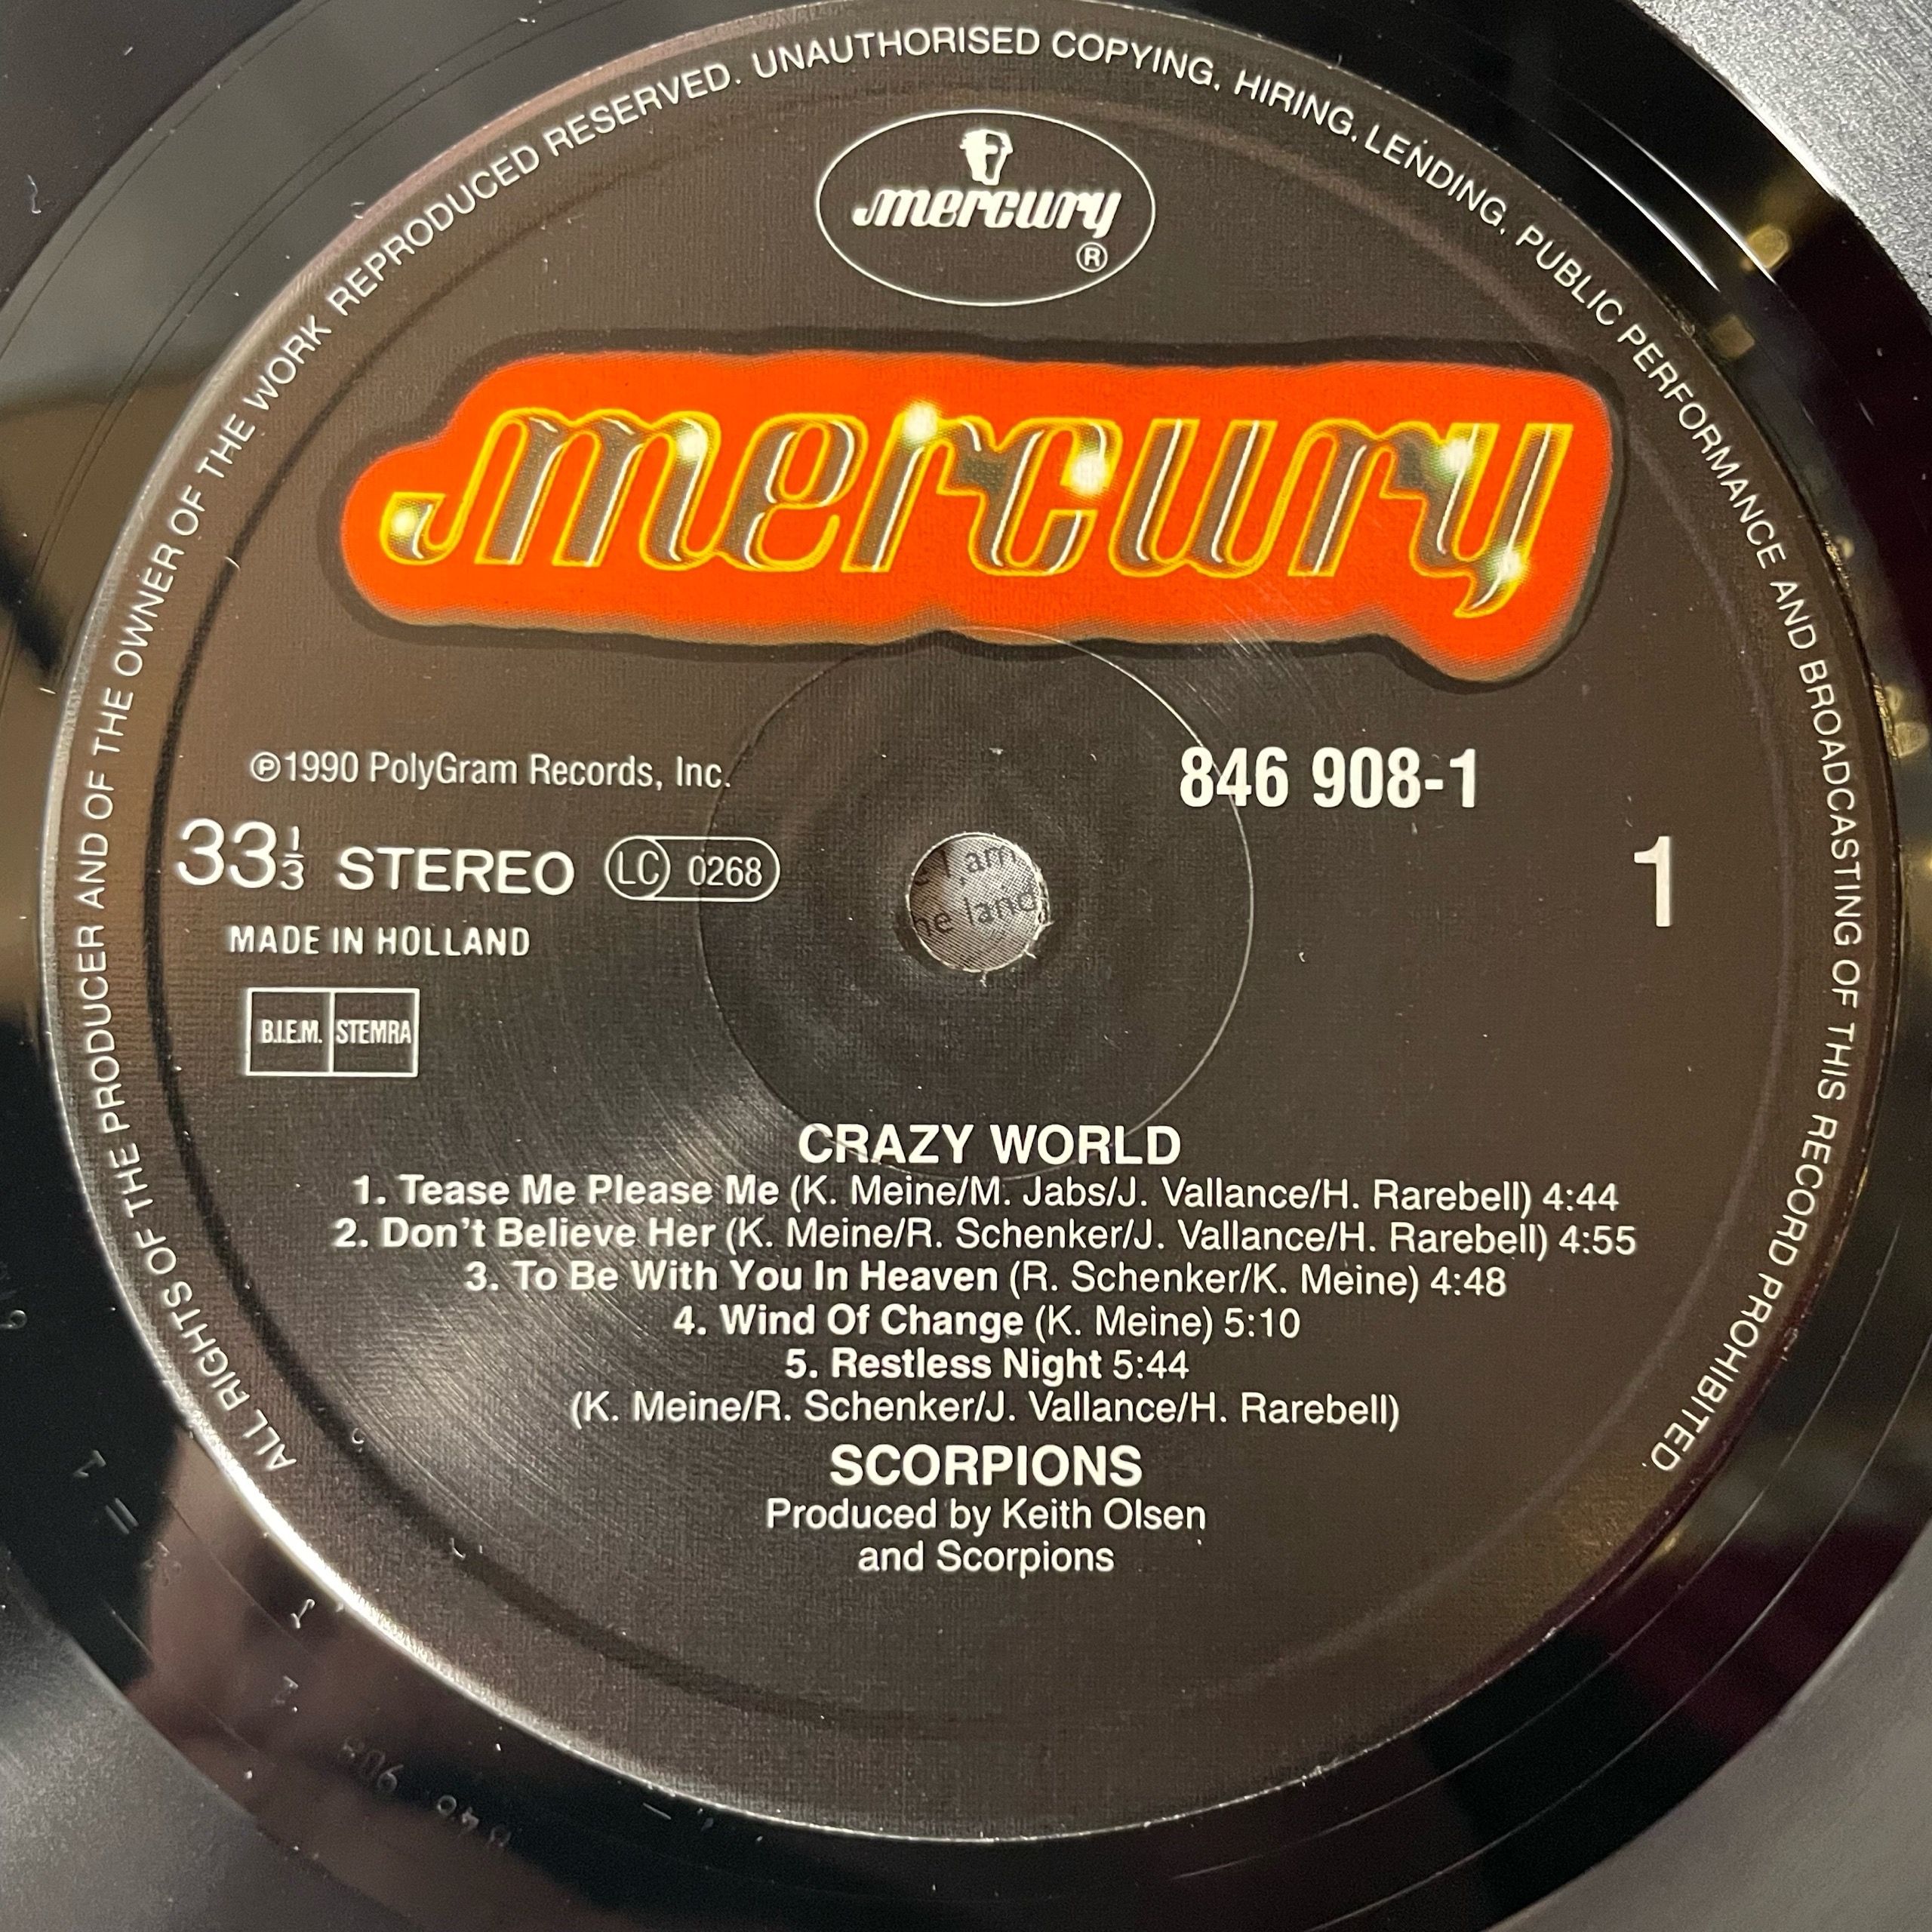 ALL RIGHTS OF THE PRODUCER AND OF THE OWNER OF THE WORK REPRODUCED RESERVED. UNAUTHORISED COPYING, HIRING, LENDING, PUBLIC PERFORMANCE AND BROADCASTING OF THIS RECORD PROHIBITED
mercury
®
mercury
℗1990 PolyGram Records, Inc.
846 908-1
33⅓ STEREO LC 0268
1
MADE IN HOLLAND
B.I.E.M. STEMRA
I am
land
CRAZY WORLD
1. Tease Me Please Me (K. Meine/M. Jabs/J. Vallance/H. Rarebell) 4:44
2. Don't Believe Her (K. Meine/R. Schenker/J. Vallance/H. Rarebell) 4:55
3. To Be With You In Heaven (R. Schenker/K. Meine) 4:48
4. Wind Of Change (K. Meine) 5:10
5. Restless Night 5:44
(K. Meine/R. Schenker/J. Vallance/H. Rarebell)
SCORPIONS
Produced by Keith Olsen
and Scorpions